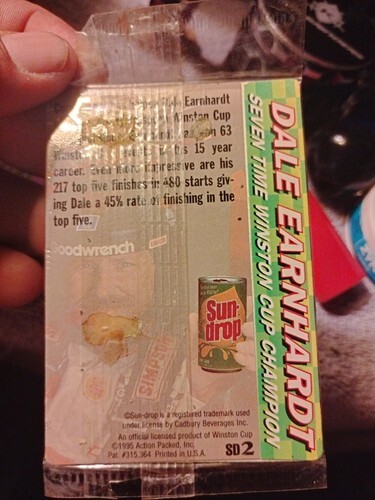 Earnhardt
Winston Cup
63
his 15 year
career. Even more impressive are his
217 top five finishes in 480 starts giv-
ing Dale a 45% rate of finishing in the
top five.
Goodwrench
Sun-
drop
DALE EARNHARDT
SEVEN TIME WINSTON CUP CHAMPION
©Sun-drop is a registered trademark used
under license by Cadbury Beverages Inc.
An official licensed product of Winston Cup
©1995 Action Packed, Inc.
Pat. #315,364 Printed in U.S.A.
SD2